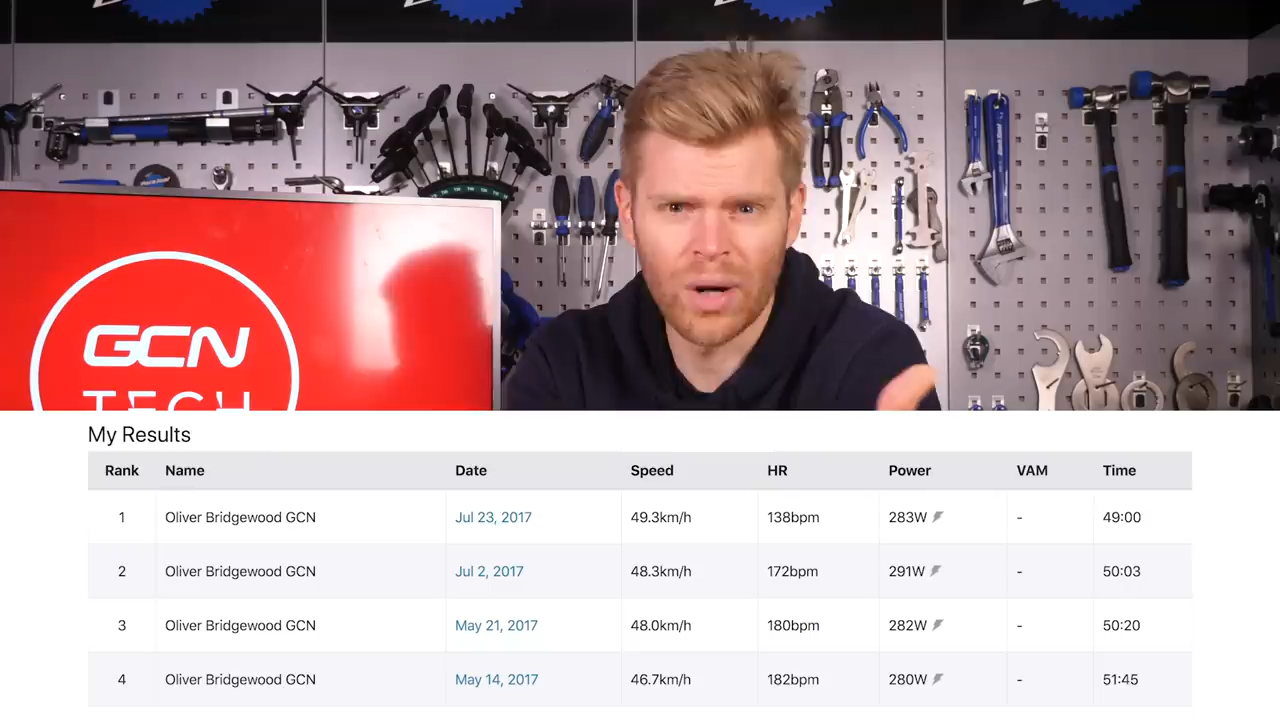 GCN
TECH
My Results
Rank Name Date Speed HR Power VAM Time
1 Oliver Bridgewood GCN Jul 23, 2017 49.3km/h 138bpm 283W - 49:00
2 Oliver Bridgewood GCN Jul 2, 2017 48.3km/h 172bpm 291W - 50:03
3 Oliver Bridgewood GCN May 21, 2017 48.0km/h 180bpm 282W - 50:20
4 Oliver Bridgewood GCN May 14, 2017 46.7km/h 182bpm 280W - 51:45